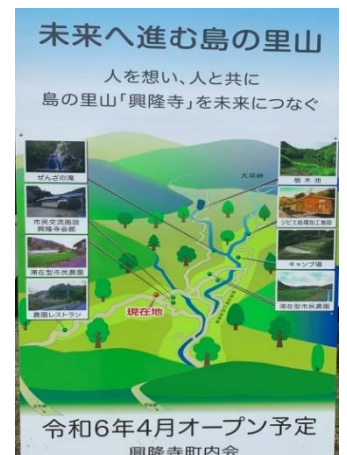 未来へ進む島の里山
人を想い、人と共に
島の里山「興隆寺」を未来につなぐ
ぜんざの滝
市民交流施設
興隆寺会館
滞在型市民農園
農園レストラン
大峠
板木池
ジビエ処理加工施設
キャンプ場
滞在型市民農園
現在地
令和6年4月オープン予定
興隆寺町内会